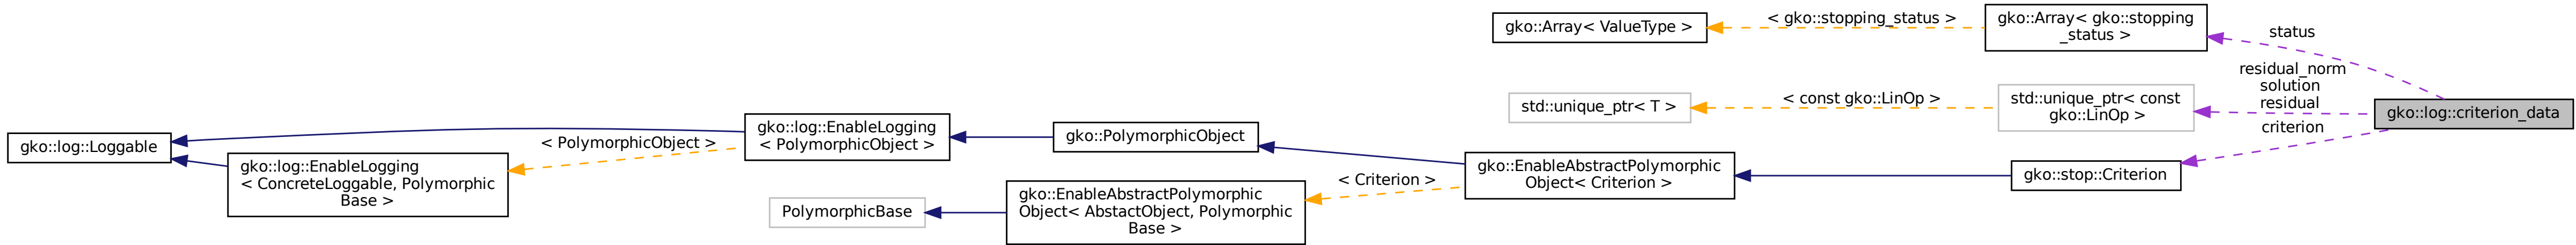 gko::Array< ValueType >
< gko::stopping_status >
gko::Array< gko::stopping
_status >
status
residual_norm
solution
residual
std::unique_ptr< T >
< const gko::LinOp >
std::unique_ptr< const
gko::LinOp >
gko::log::criterion_data
criterion
gko::log::Loggable
gko::log::EnableLogging
< PolymorphicObject >
gko::PolymorphicObject
< PolymorphicObject >
gko::log::EnableLogging
< ConcreteLoggable, Polymorphic
Base >
gko::EnableAbstractPolymorphic
Object< Criterion >
gko::stop::Criterion
< Criterion >
PolymorphicBase
gko::EnableAbstractPolymorphic
Object< AbstactObject, Polymorphic
Base >